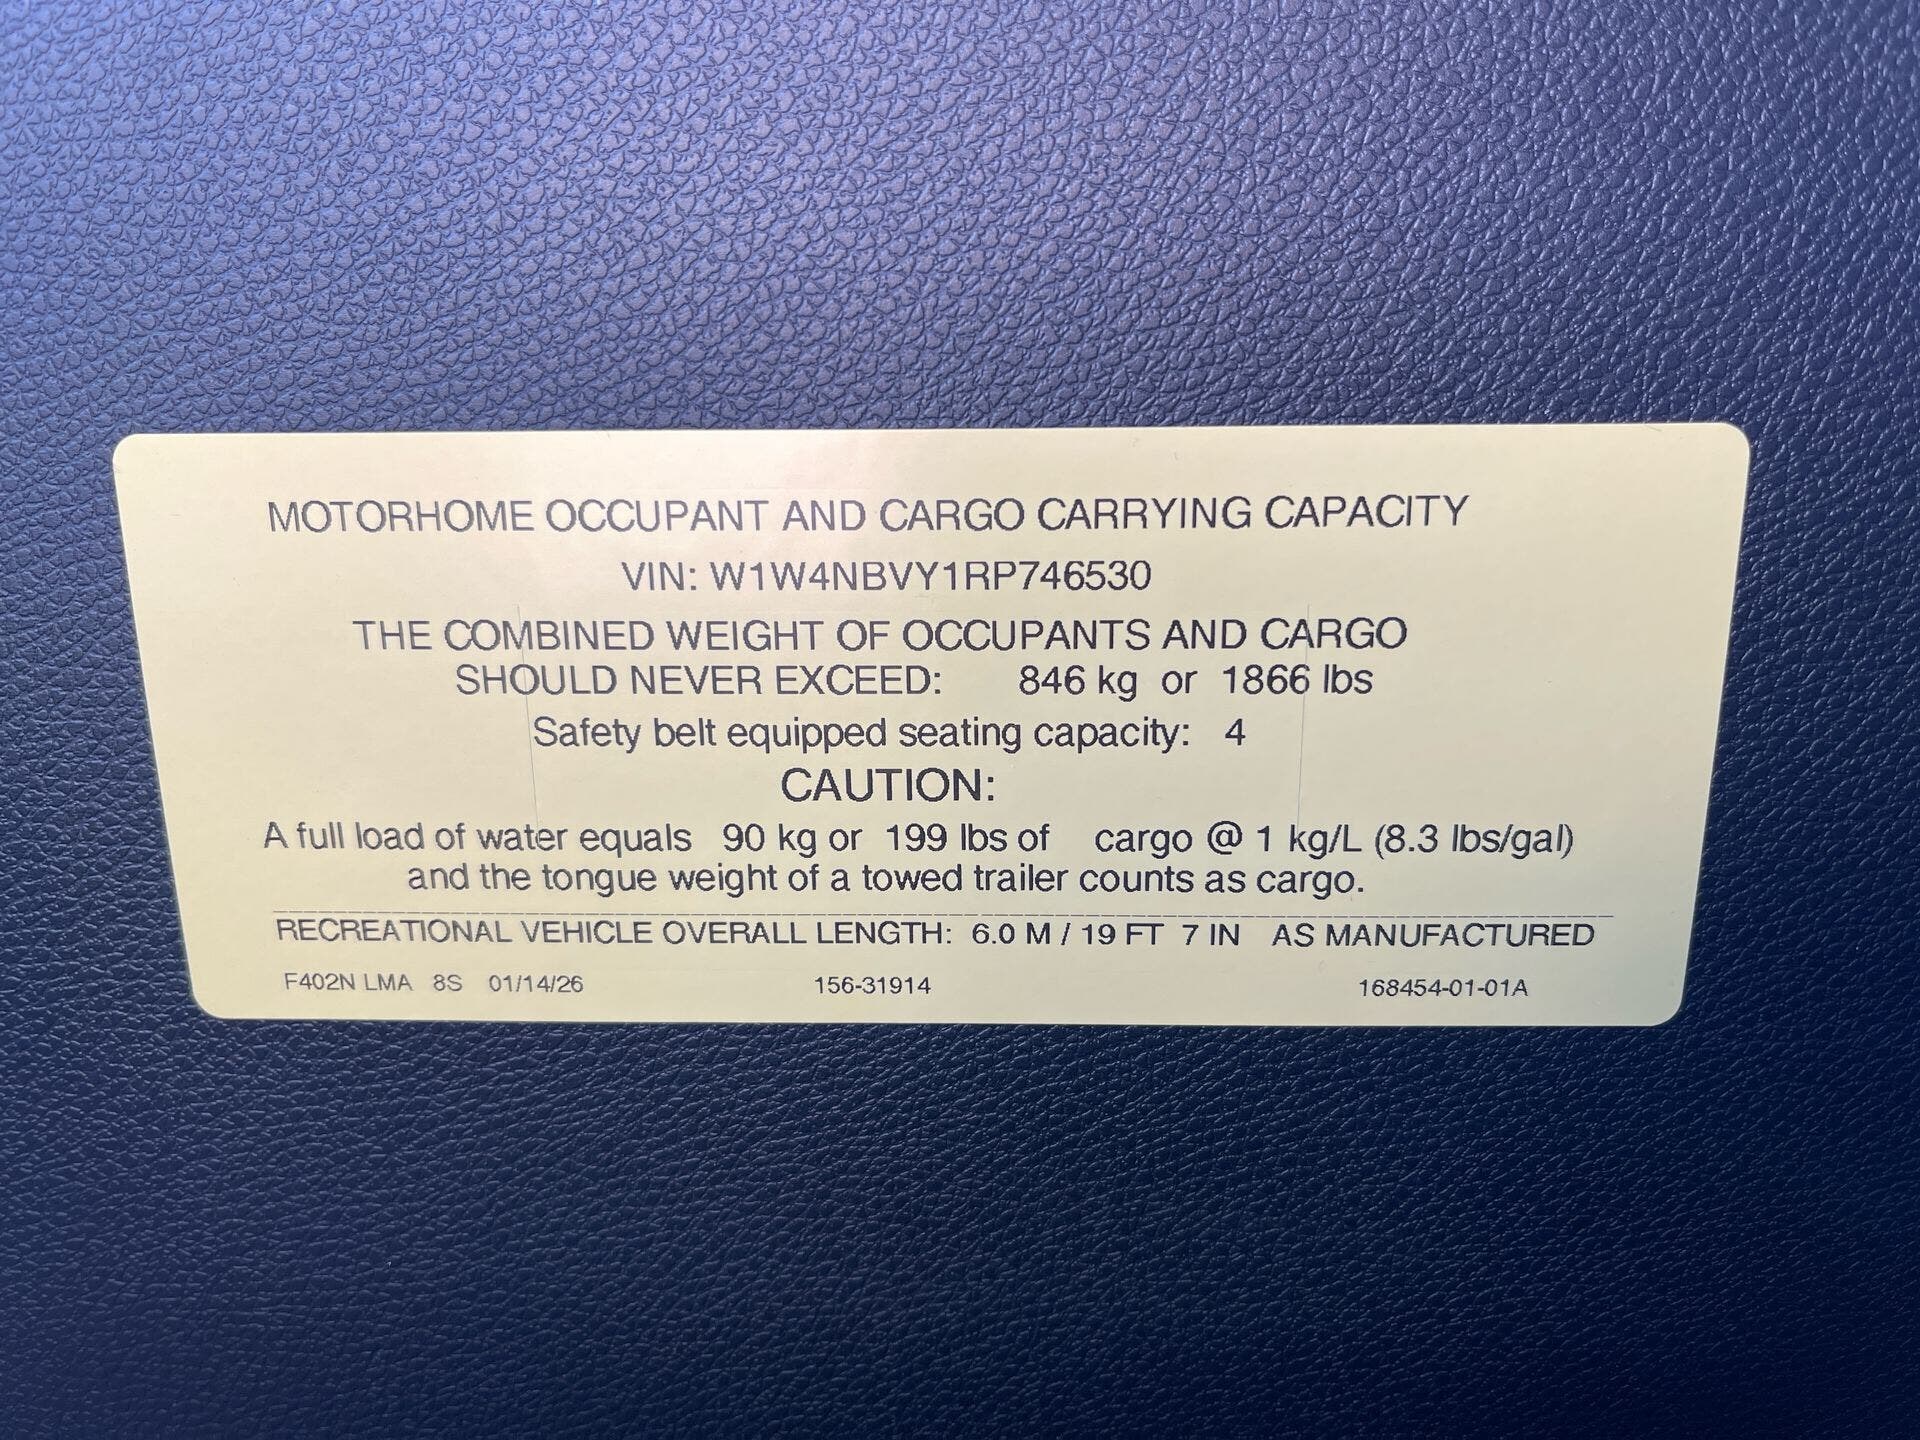 MOTORHOME OCCUPANT AND CARGO CARRYING CAPACITY
VIN: W1W4NBVY1RP746530
THE COMBINED WEIGHT OF OCCUPANTS AND CARGO
SHOULD NEVER EXCEED: 846 kg or 1866 lbs
Safety belt equipped seating capacity: 4
CAUTION:
A full load of water equals 90 kg or 199 lbs of cargo @ 1 kg/L (8.3 lbs/gal)
and the tongue weight of a towed trailer counts as cargo.
RECREATIONAL VEHICLE OVERALL LENGTH: 6.0 M / 19 FT 7 IN AS MANUFACTURED
F402N LMA 8S 01/14/26 156-31914 168454-01-01A